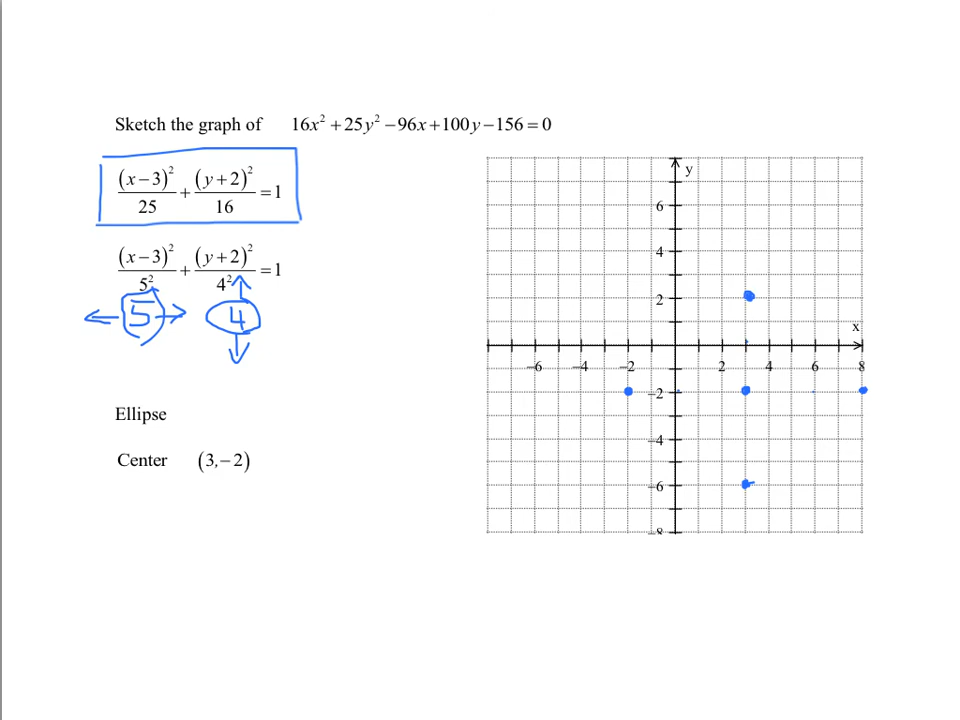 Sketch the graph of 16x² + 25y² − 96x + 100y − 156 = 0
(x − 3)²/25 + (y + 2)²/16 = 1
(x − 3)²/5² + (y + 2)²/4² = 1
5 4
Ellipse
Center (3, −2)
y
6
4
2
x
−6 −4 −2 2 4 6 8
−2
−4
−6
−8